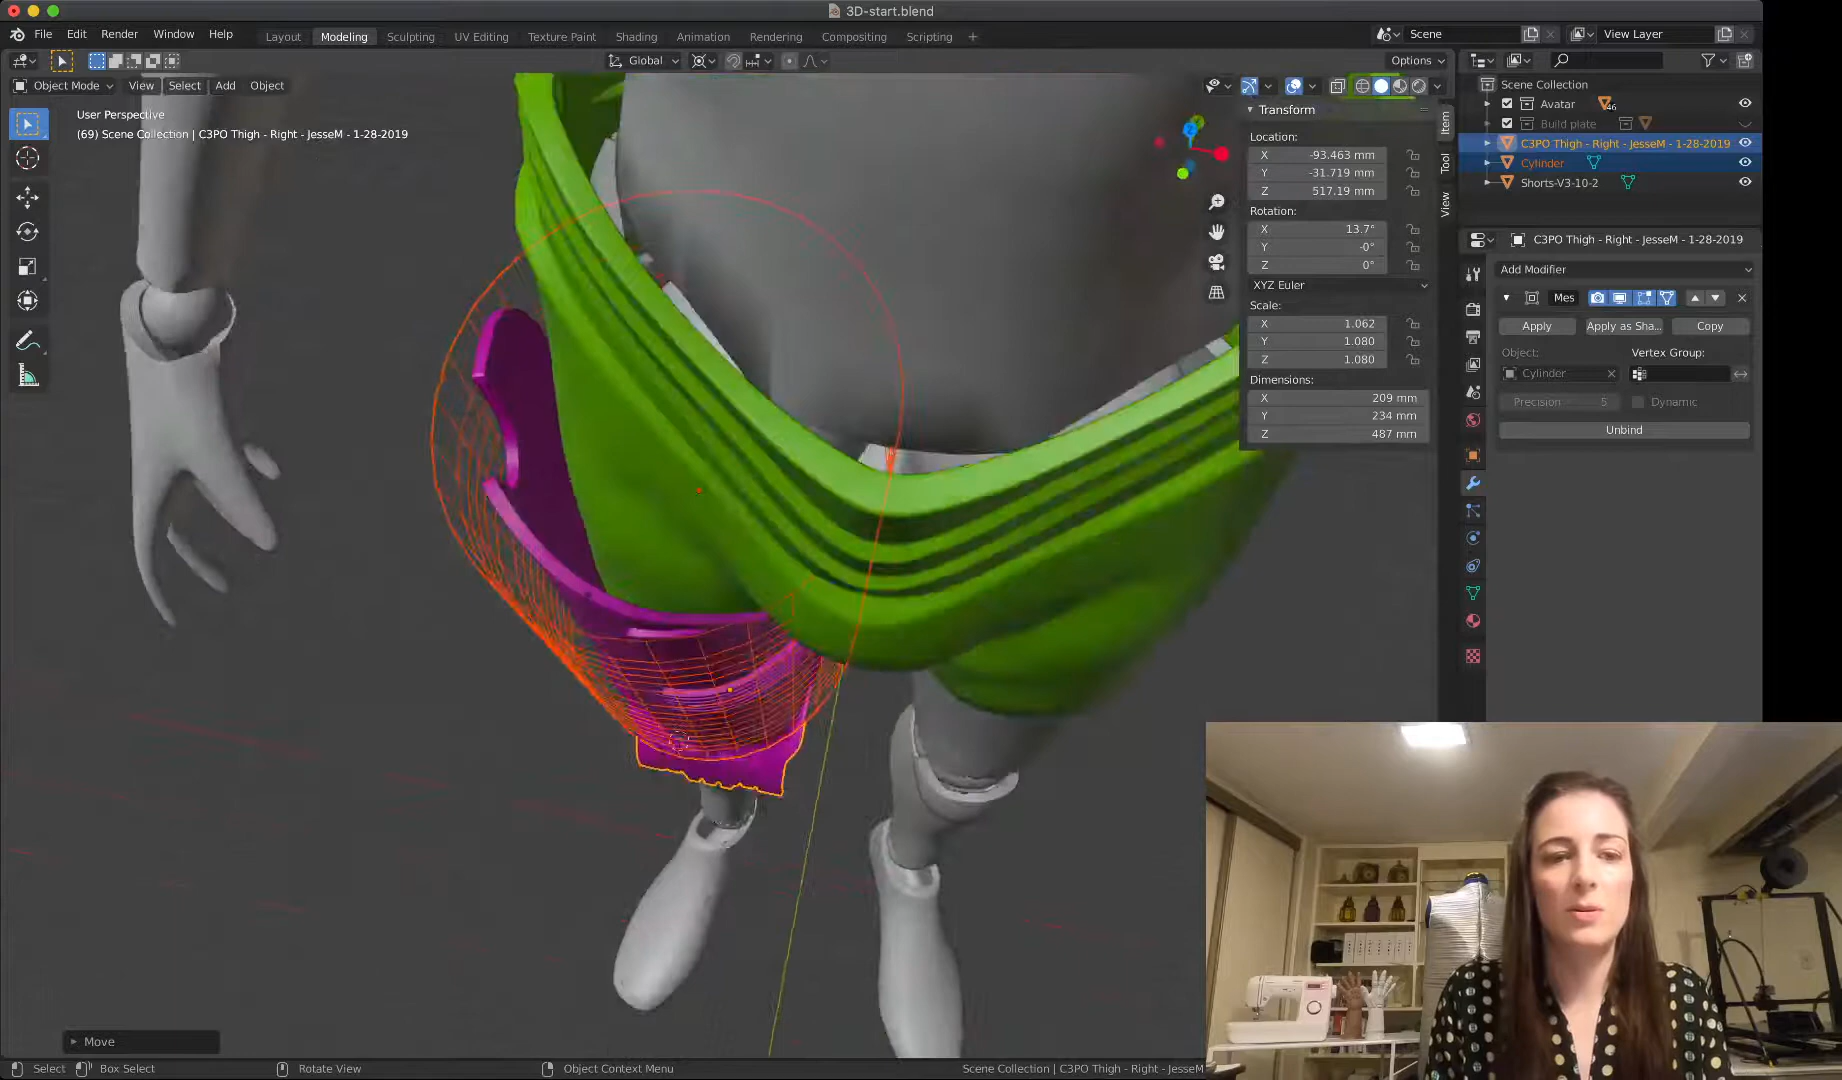 3D-start.blend
File Edit Render Window Help
Layout Modeling Sculpting UV Editing Texture Paint Shading Animation Rendering Compositing Scripting +
Scene
View Layer
Global
Options
Object Mode View Select Add Object
User Perspective
(69) Scene Collection | C3PO Thigh - Right - JesseM - 1-28-2019
Transform
Location:
X -93.463 mm
Y -31.719 mm
Z 517.19 mm
Rotation:
X 13.7°
Y -0°
Z 0°
XYZ Euler
Scale:
X 1.062
Y 1.080
Z 1.080
Dimensions:
X 209 mm
Y 234 mm
Z 487 mm
Item
Tool
View
Scene Collection
Avatar 46
Build plate
C3PO Thigh - Right - JesseM - 1-28-2019
Cylinder
Shorts-V3-10-2
C3PO Thigh - Right - JesseM - 1-28-2019
Add Modifier
Mes
Apply Apply as Sha... Copy
Object: Vertex Group:
Cylinder
Precision 5 Dynamic
Unbind
Move
Select Box Select Rotate View Object Context Menu
Scene Collection | C3PO Thigh - Right - JesseM